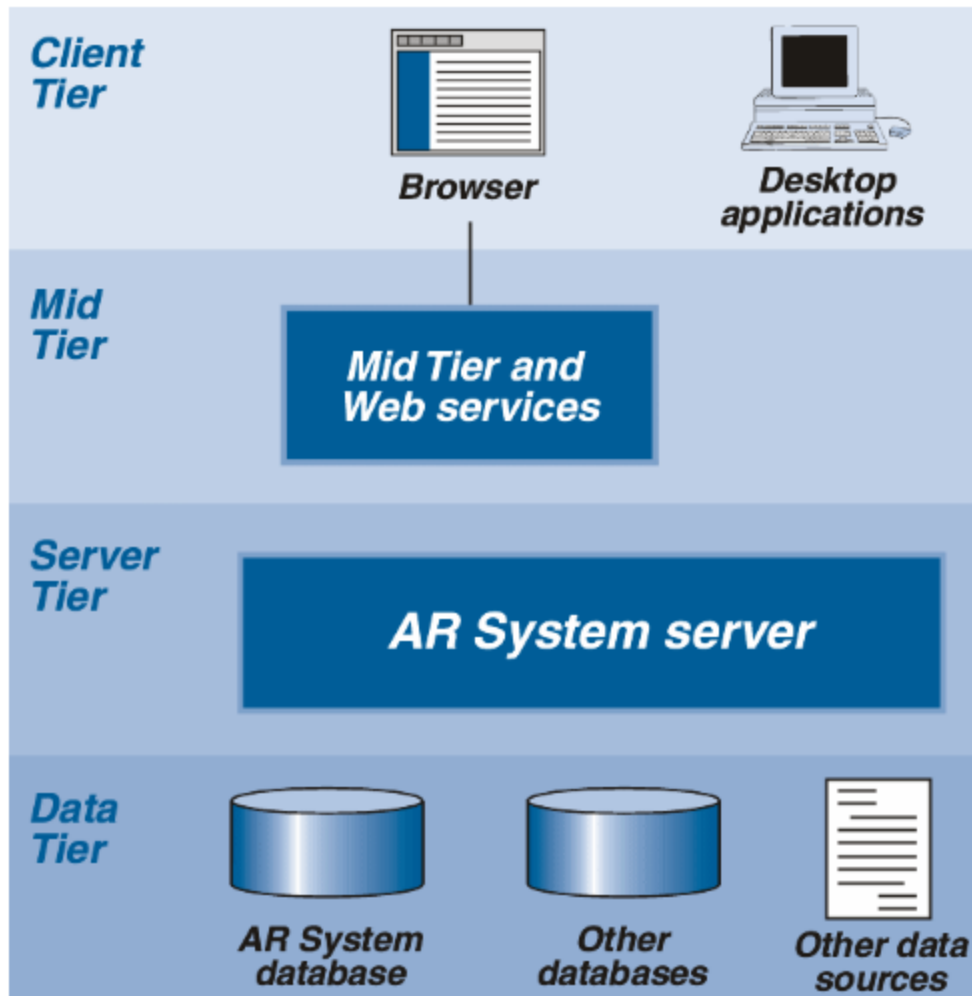 Client
Tier
Browser
Desktop
applications
Mid
Tier
Mid Tier and
Web services
Server
Tier
AR System server
Data
Tier
AR System
database
Other
databases
Other data
sources